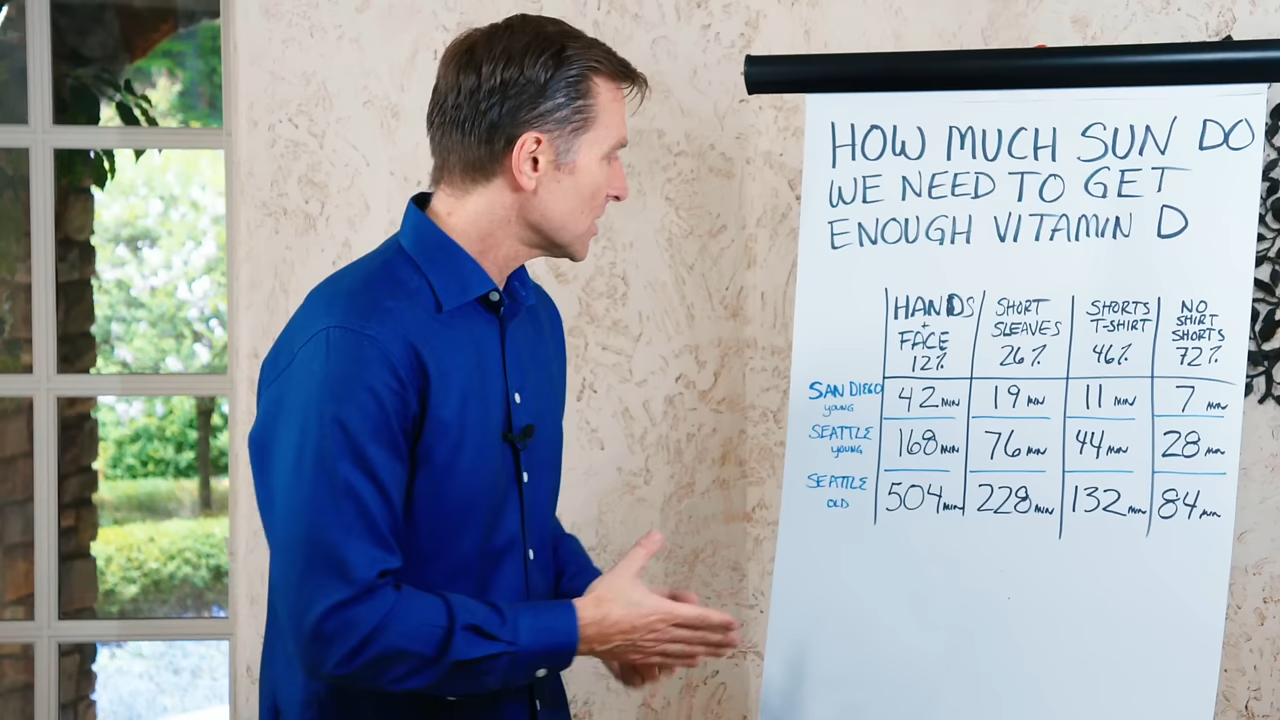 HOW MUCH SUN DO
WE NEED TO GET
ENOUGH VITAMIN D
HANDS
+
FACE
12%
SHORT
SLEAVES
26%
SHORTS
T-SHIRT
46%
NO
SHIRT
SHORTS
72%
SAN DIEGO
YOUNG
42 MIN
19 MIN
11 MIN
7 MIN
SEATTLE
YOUNG
168 MIN
76 MIN
44 MIN
28 MIN
SEATTLE
OLD
504 MIN
228 MIN
132 MIN
84 MIN